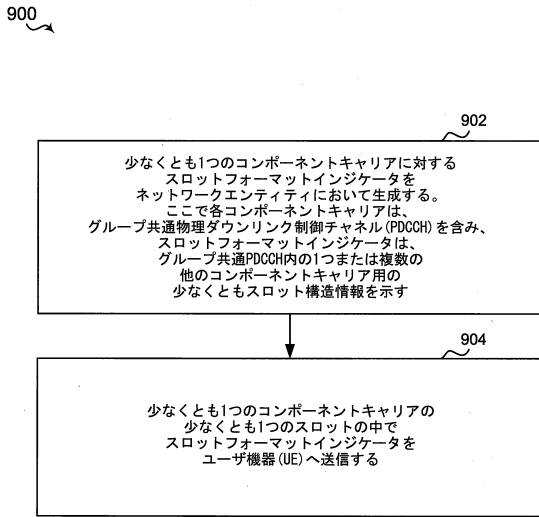 900
902
少なくとも1つのコンポーネントキャリアに対する
スロットフォーマットインジケータを
ネットワークエンティティにおいて生成する。
ここで各コンポーネントキャリアは、
グループ共通物理ダウンリンク制御チャネル(PDCCH)を含み、
スロットフォーマットインジケータは、
グループ共通PDCCH内の1つまたは複数の
他のコンポーネントキャリア用の
少なくともスロット構造情報を示す
904
少なくとも1つのコンポーネントキャリアの
少なくとも1つのスロットの中で
スロットフォーマットインジケータを
ユーザ機器(UE)へ送信する